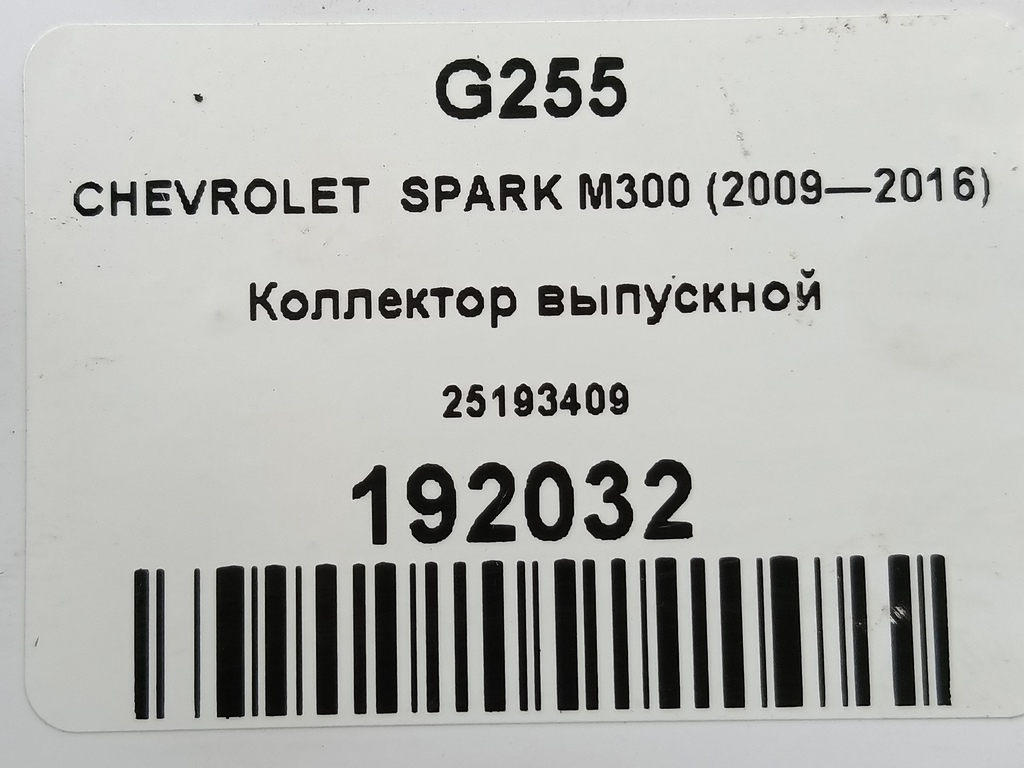 G255
CHEVROLET SPARK M300 (2009—2016)
Коллектор выпускной
25193409
192032